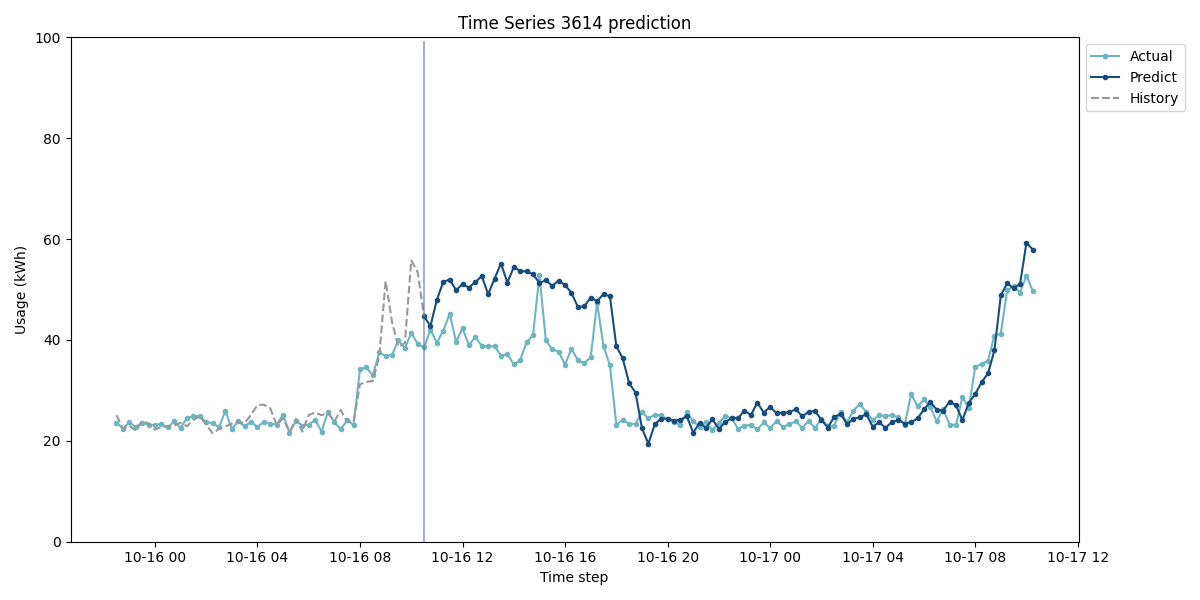 Time Series 3614 prediction
100
80
60
40
20
0
Usage (kWh)
10-16 00
10-16 04
10-16 08
10-16 12
10-16 16
10-16 20
10-17 00
10-17 04
10-17 08
10-17 12
Time step
Actual
Predict
History